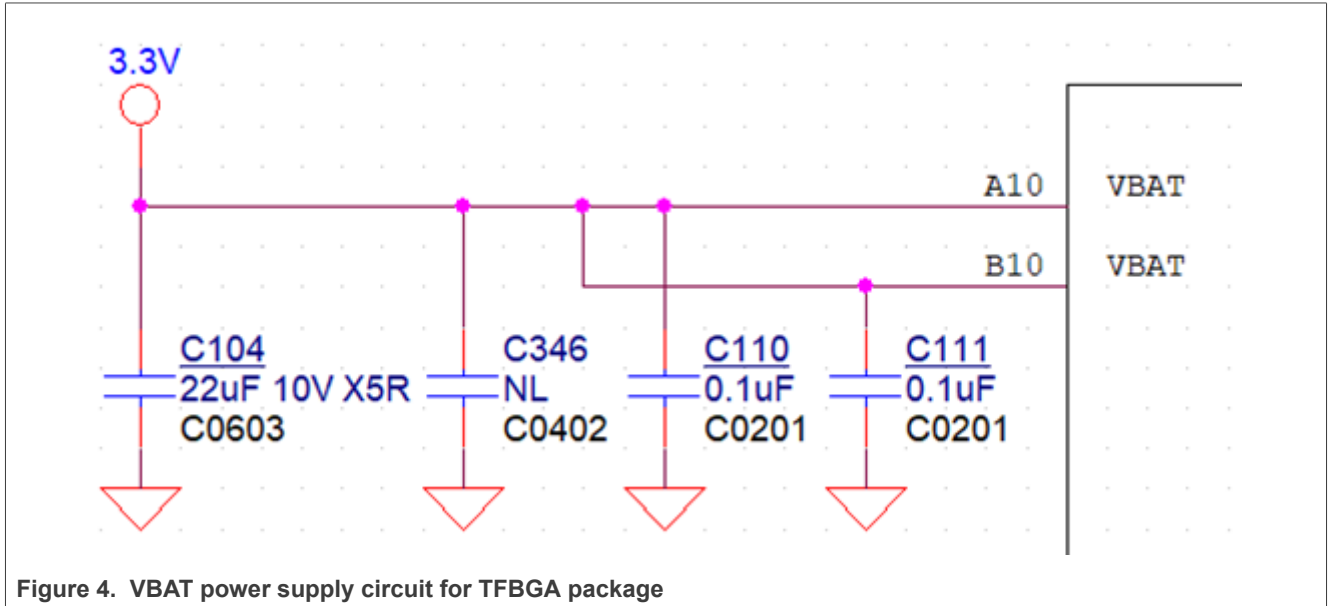 3.3V
A10 VBAT
B10 VBAT
C104 C346 C110 C111
22uF 10V X5R NL 0.1uF 0.1uF
C0603 C0402 C0201 C0201
Figure 4. VBAT power supply circuit for TFBGA package